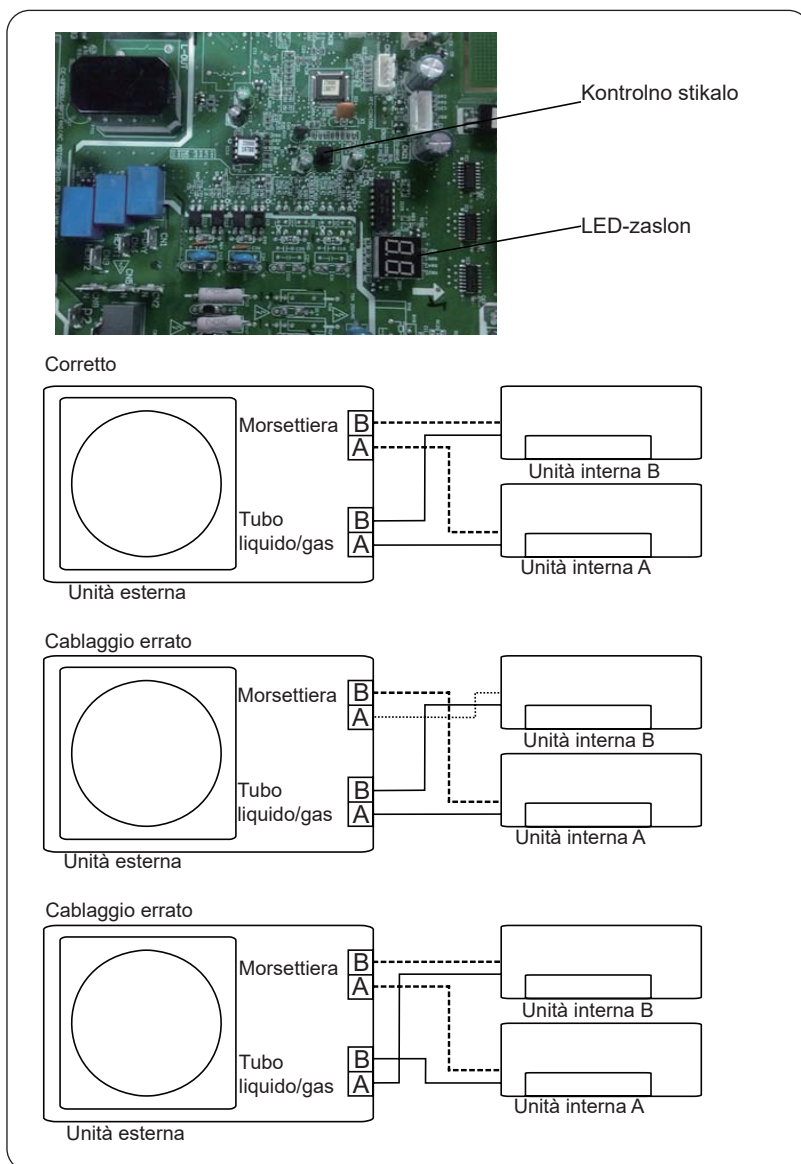 Kontrolno stikalo
LED-zaslon
Corretto
Morsettiera
B
A
Unità interna B
Tubo
liquido/gas
B
A
Unità interna A
Unità esterna
Cablaggio errato
Morsettiera
B
A
Unità interna B
Tubo
liquido/gas
B
A
Unità interna A
Unità esterna
Cablaggio errato
Morsettiera
B
A
Unità interna B
Tubo
liquido/gas
B
A
Unità interna A
Unità esterna